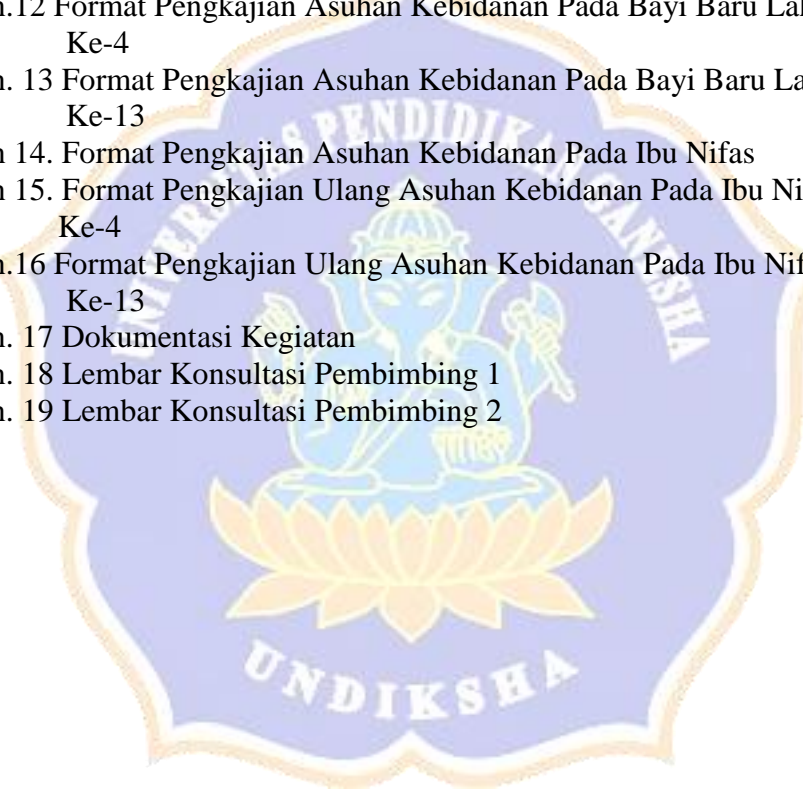 n.12 Format Pengkajian Asuhan Kebidanan Pada Bayi Baru La
Ke-4
n. 13 Format Pengkajian Asuhan Kebidanan Pada Bayi Baru La
Ke-13
n 14. Format Pengkajian Asuhan Kebidanan Pada Ibu Nifas
n 15. Format Pengkajian Ulang Asuhan Kebidanan Pada Ibu Ni
Ke-4
n.16 Format Pengkajian Ulang Asuhan Kebidanan Pada Ibu Nif
Ke-13
n. 17 Dokumentasi Kegiatan
n. 18 Lembar Konsultasi Pembimbing 1
n. 19 Lembar Konsultasi Pembimbing 2
UNIVERSITAS PENDIDIKAN GANESHA
UNDIKSHA